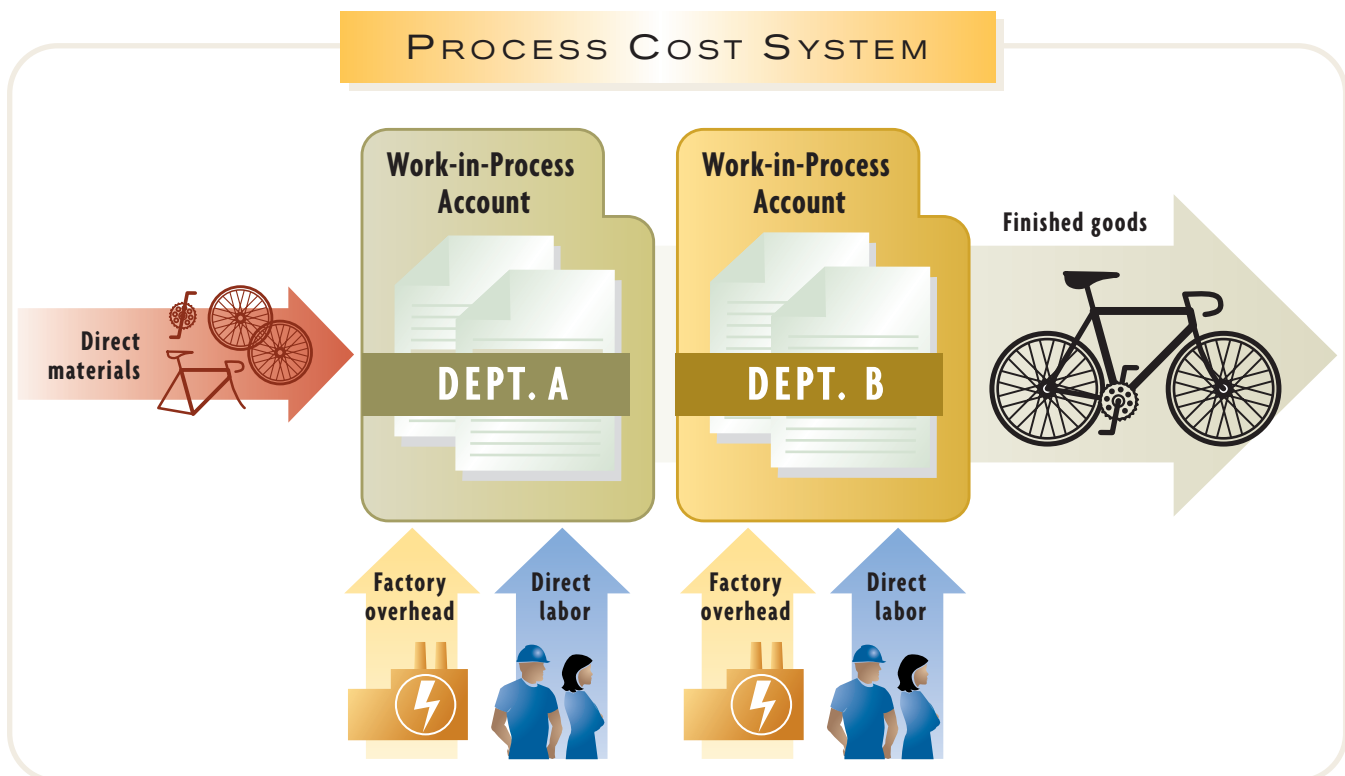 PROCESS COST SYSTEM
Work-in-Process
Account
DEPT. A
Work-in-Process
Account
DEPT. B
Direct
materials
Finished goods
Factory
overhead
Direct
labor
Factory
overhead
Direct
labor